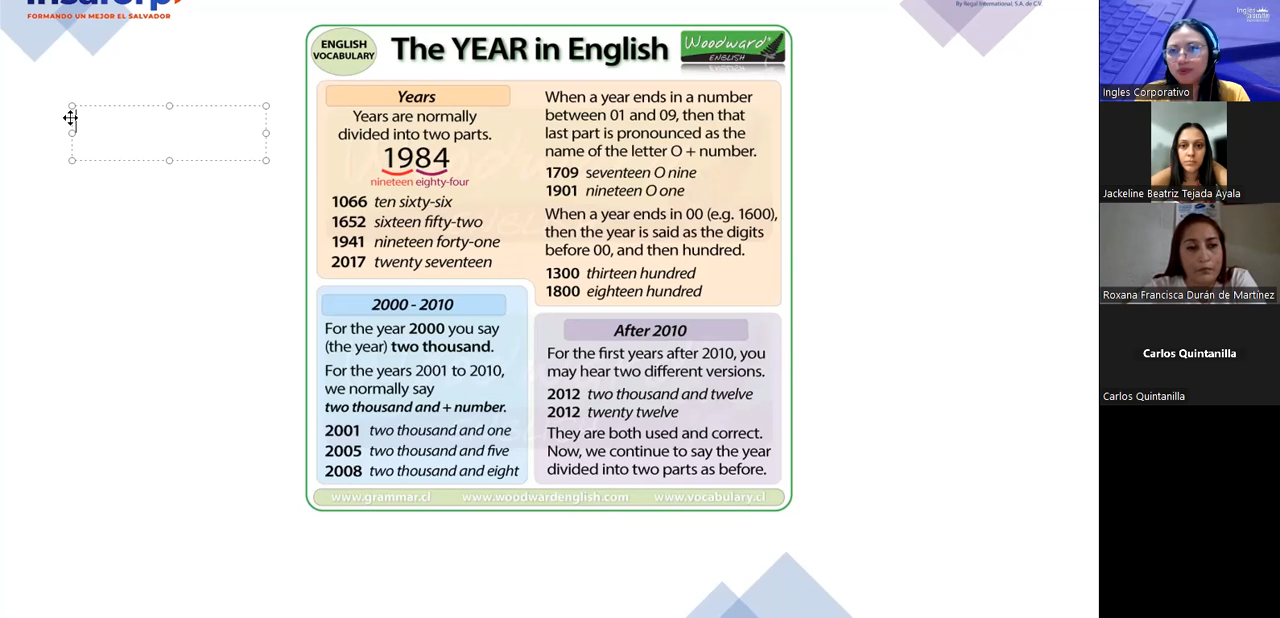 FORMANDO UN MEJOR EL SALVADOR
By Regal International, S.A. de C.V.
ENGLISH
VOCABULARY
The YEAR in English
Woodward
ENGLISH
Years
Years are normally
divided into two parts.
1984
nineteen eighty-four
1066 ten sixty-six
1652 sixteen fifty-two
1941 nineteen forty-one
2017 twenty seventeen
When a year ends in a number
between 01 and 09, then that
last part is pronounced as the
name of the letter O + number.
1709 seventeen O nine
1901 nineteen O one
When a year ends in 00 (e.g. 1600),
then the year is said as the digits
before 00, and then hundred.
1300 thirteen hundred
1800 eighteen hundred
2000 - 2010
For the year 2000 you say
(the year) two thousand.
For the years 2001 to 2010,
we normally say
two thousand and + number.
2001 two thousand and one
2005 two thousand and five
2008 two thousand and eight
After 2010
For the first years after 2010, you
may hear two different versions.
2012 two thousand and twelve
2012 twenty twelve
They are both used and correct.
Now, we continue to say the year
divided into two parts as before.
www.grammar.cl www.woodwardenglish.com www.vocabulary.cl
Ingles Corporativo
Jackeline Beatriz Tejada Ayala
Roxana Francisca Durán de Martínez
Carlos Quintanilla
Carlos Quintanilla